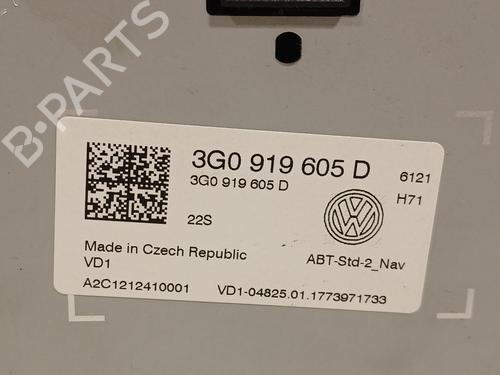 B-PARTS
3G0 919 605 D
6121
3G0 919 605 D
H71
22S
Made in Czech Republic
ABT-Std-2_Nav
VD1
A2C1212410001
VD1-04825.01.1773971733